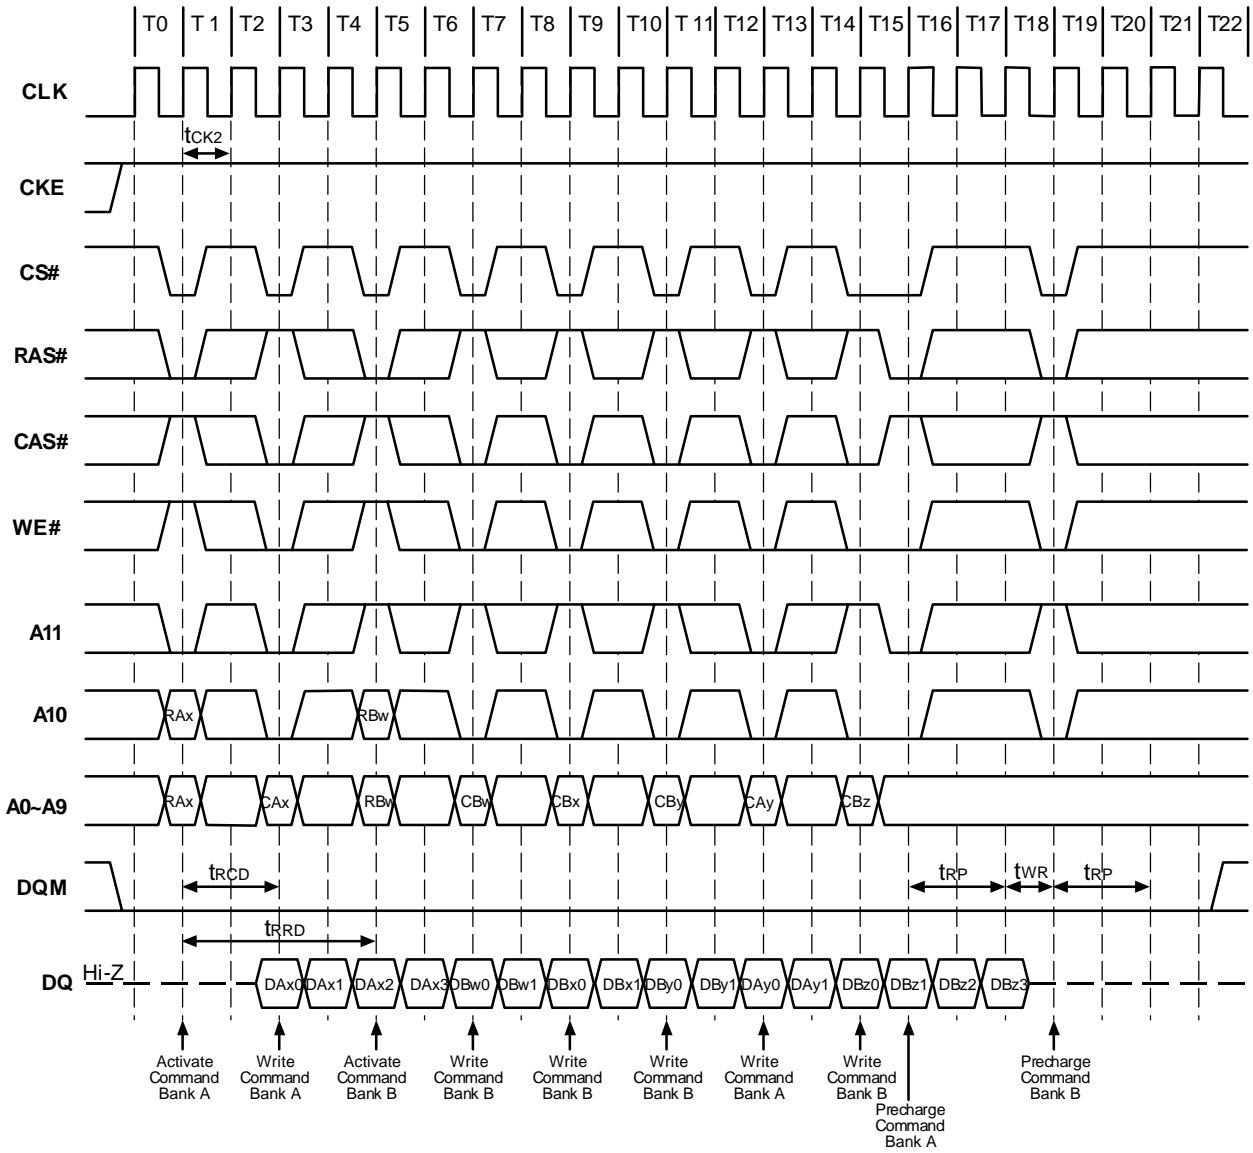 T0 T 1 T2 T3 T4 T5 T6 T7 T8 T9 T10 T 11 T12 T13 T14 T15 T16 T17 T18 T19 T20 T21 T22
CLK
tCK2
CKE
CS#
RAS#
CAS#
WE#
A11
A10
RAx RBw
A0~A9
RAx CAx RBw CBw CBx CBy CAy CBz
DQM
tRCD tRP tWR tRP
tRRD
DQ
Hi-Z
DAx0 DAx1 DAx2 DAx3 DBw0 DBw1 DBx0 DBx1 DBy0 DBy1 DAy0 DAy1 DBz0 DBz1 DBz2 DBz3
Activate
Command
Bank A
Write
Command
Bank A
Activate
Command
Bank B
Write
Command
Bank B
Write
Command
Bank B
Write
Command
Bank B
Write
Command
Bank A
Write
Command
Bank B
Precharge
Command
Bank A
Precharge
Command
Bank B